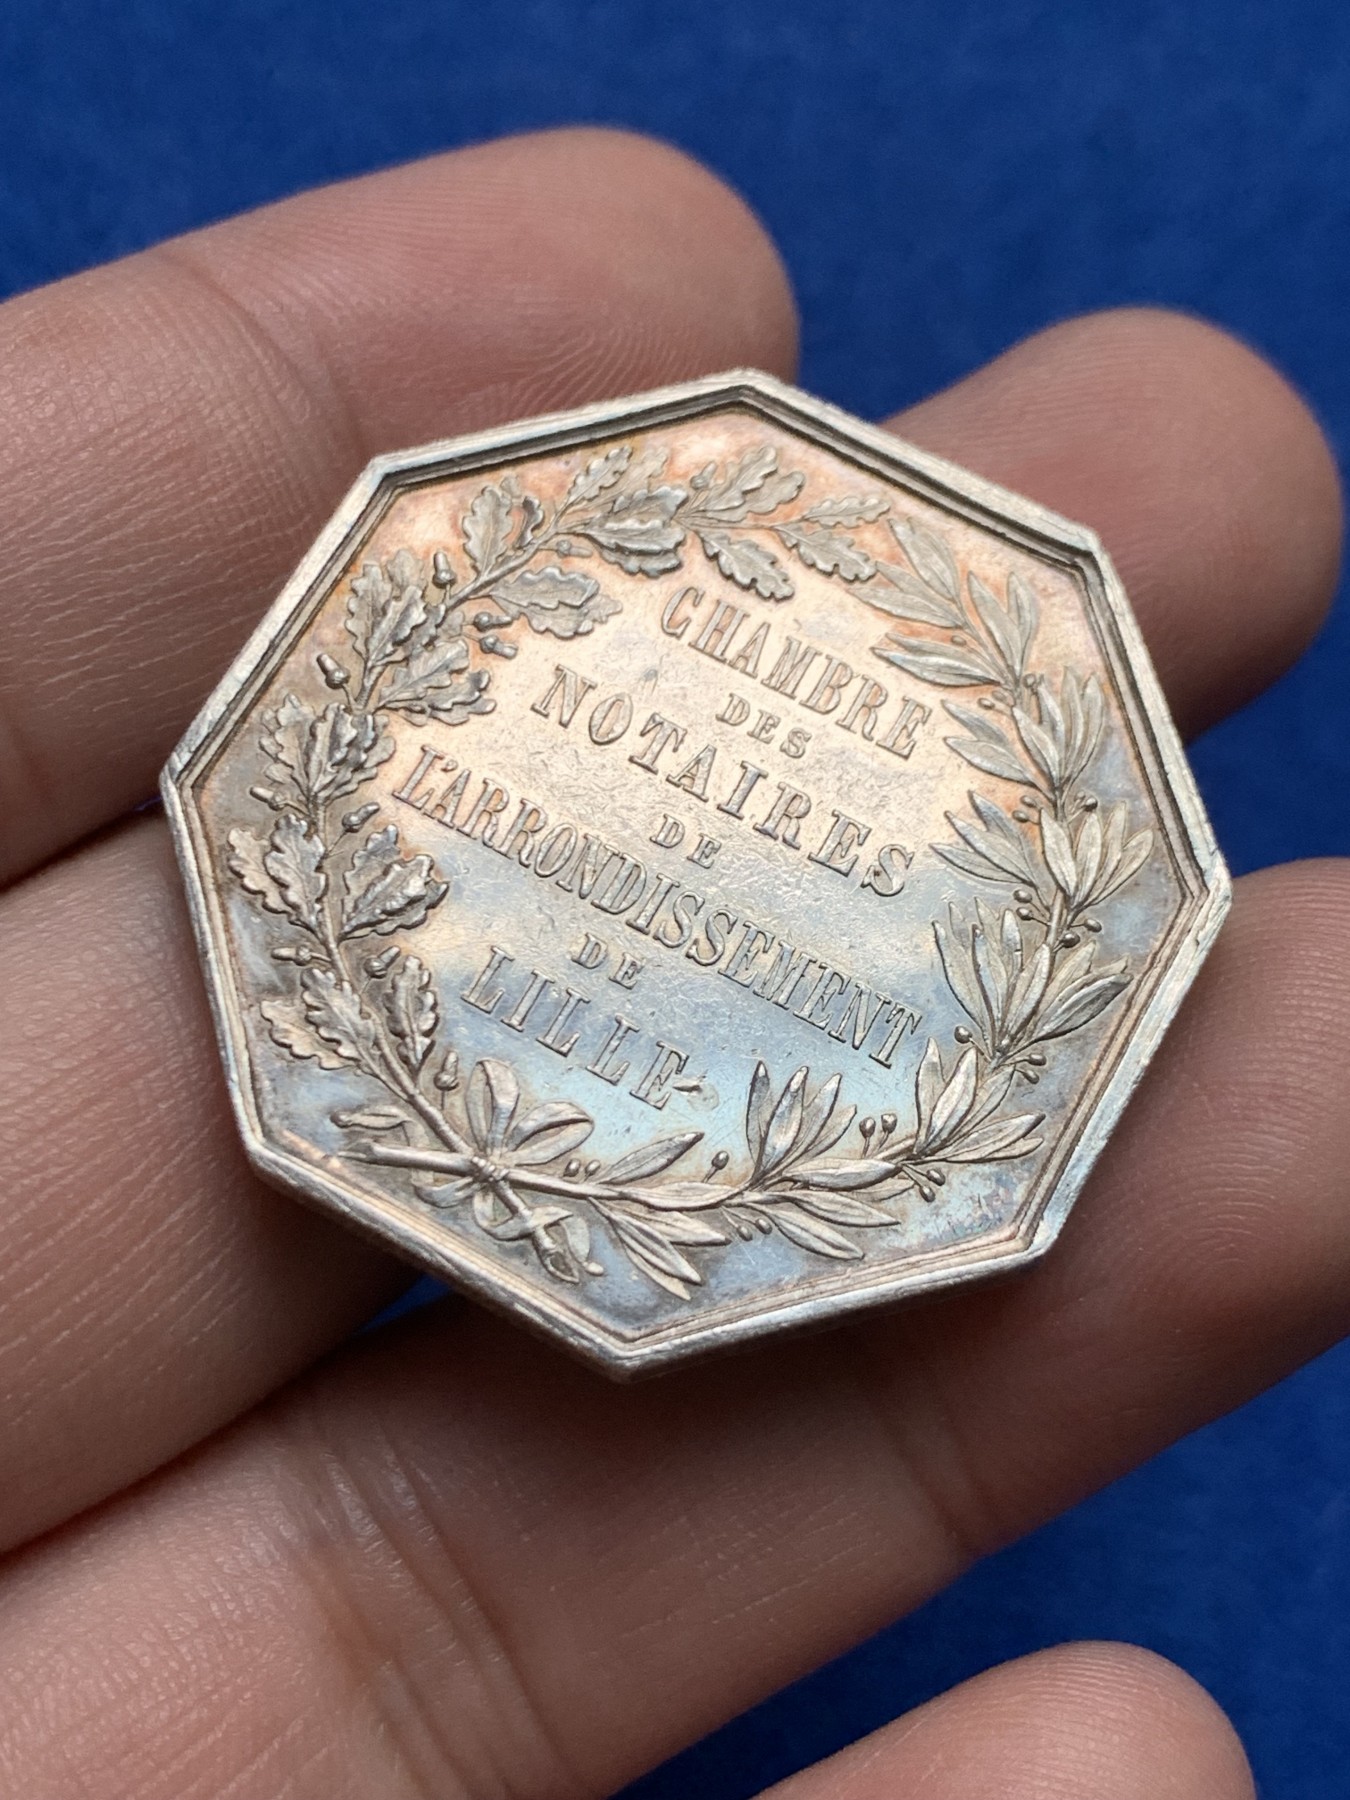 CHAMBRE
DES
NOTAIRES
DE
L'ARRONDISSEMENT
DE
LILLE